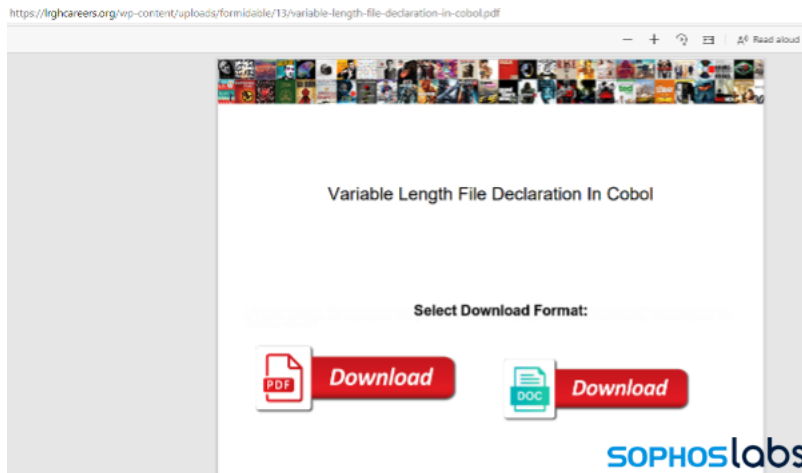 https://lrghcareers.org/wp-content/uploads/formidable/13/variable-length-file-declaration-in-cobol.pdf
Read aloud
Variable Length File Declaration In Cobol
Select Download Format:
PDF Download
DOC Download
SOPHOSlabs